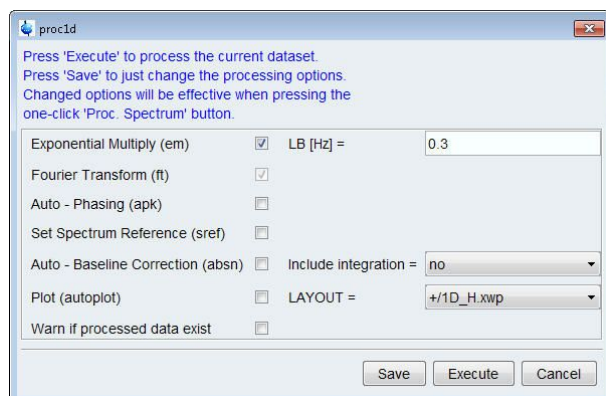 proc1d
Press 'Execute' to process the current dataset.
Press 'Save' to just change the processing options.
Changed options will be effective when pressing the
one-click 'Proc. Spectrum' button.
Exponential Multiply (em) LB [Hz] = 0.3
Fourier Transform (ft)
Auto - Phasing (apk)
Set Spectrum Reference (sref)
Auto - Baseline Correction (absn) Include integration = no
Plot (autoplot) LAYOUT = +/1D_H.xwp
Warn if processed data exist
Save Execute Cancel